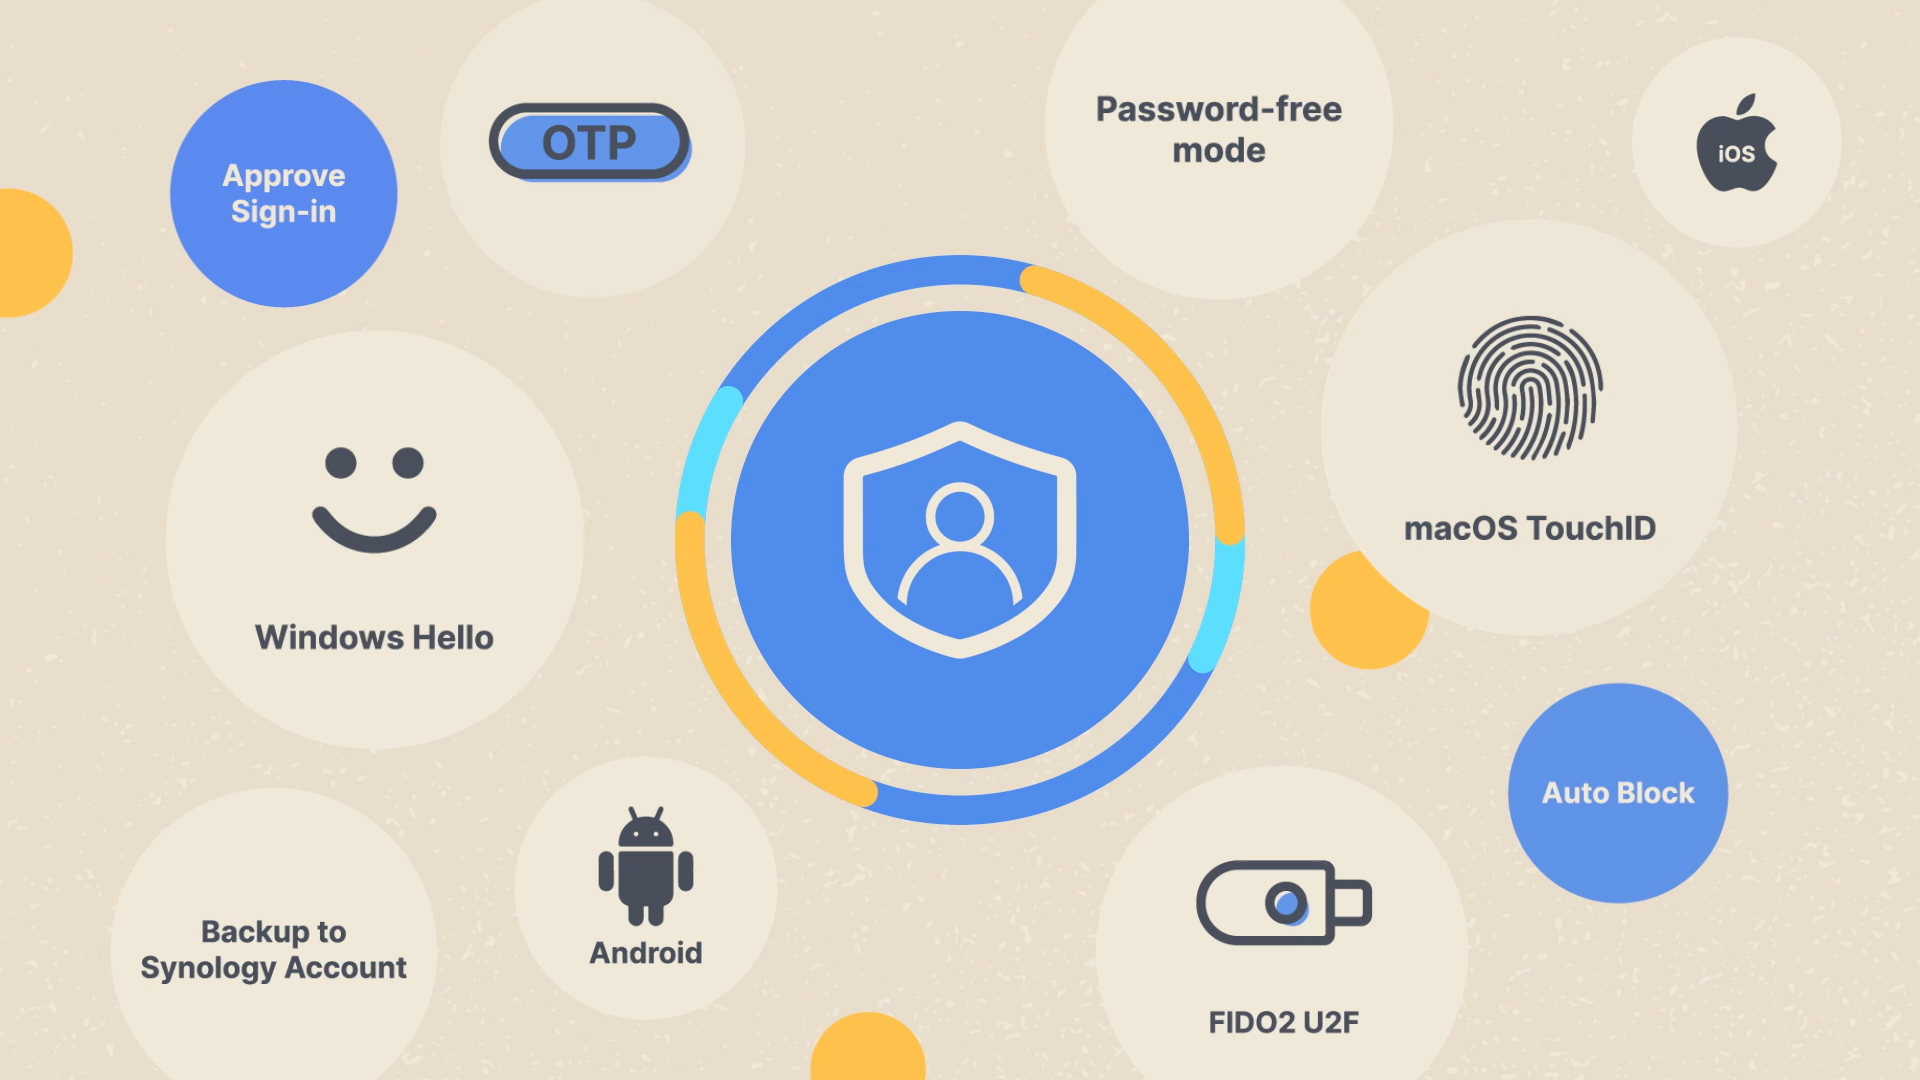 Approve
Sign-in
OTP
Password-free
mode
iOS
Windows Hello
macOS TouchID
Auto Block
Backup to
Synology Account
Android
FIDO2 U2F